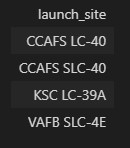 launch_site
CCAFS LC-40
CCAFS SLC-40
KSC LC-39A
VAFB SLC-4E